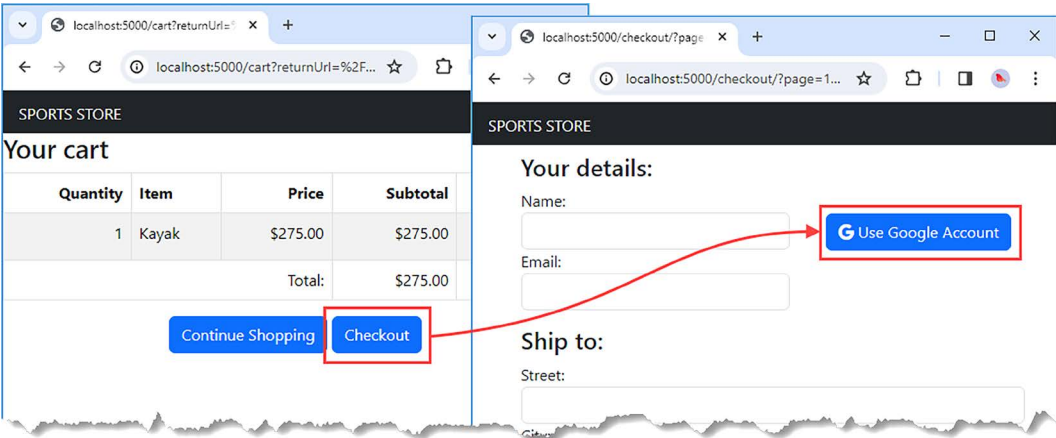 localhost:5000/cart?returnUrl=
localhost:5000/cart?returnUrl=%2F...
SPORTS STORE
Your cart
Quantity Item Price Subtotal
1 Kayak $275.00 $275.00
Total: $275.00
Continue Shopping Checkout
localhost:5000/checkout/?page
localhost:5000/checkout/?page=1...
SPORTS STORE
Your details:
Name:
Use Google Account
Email:
Ship to:
Street: